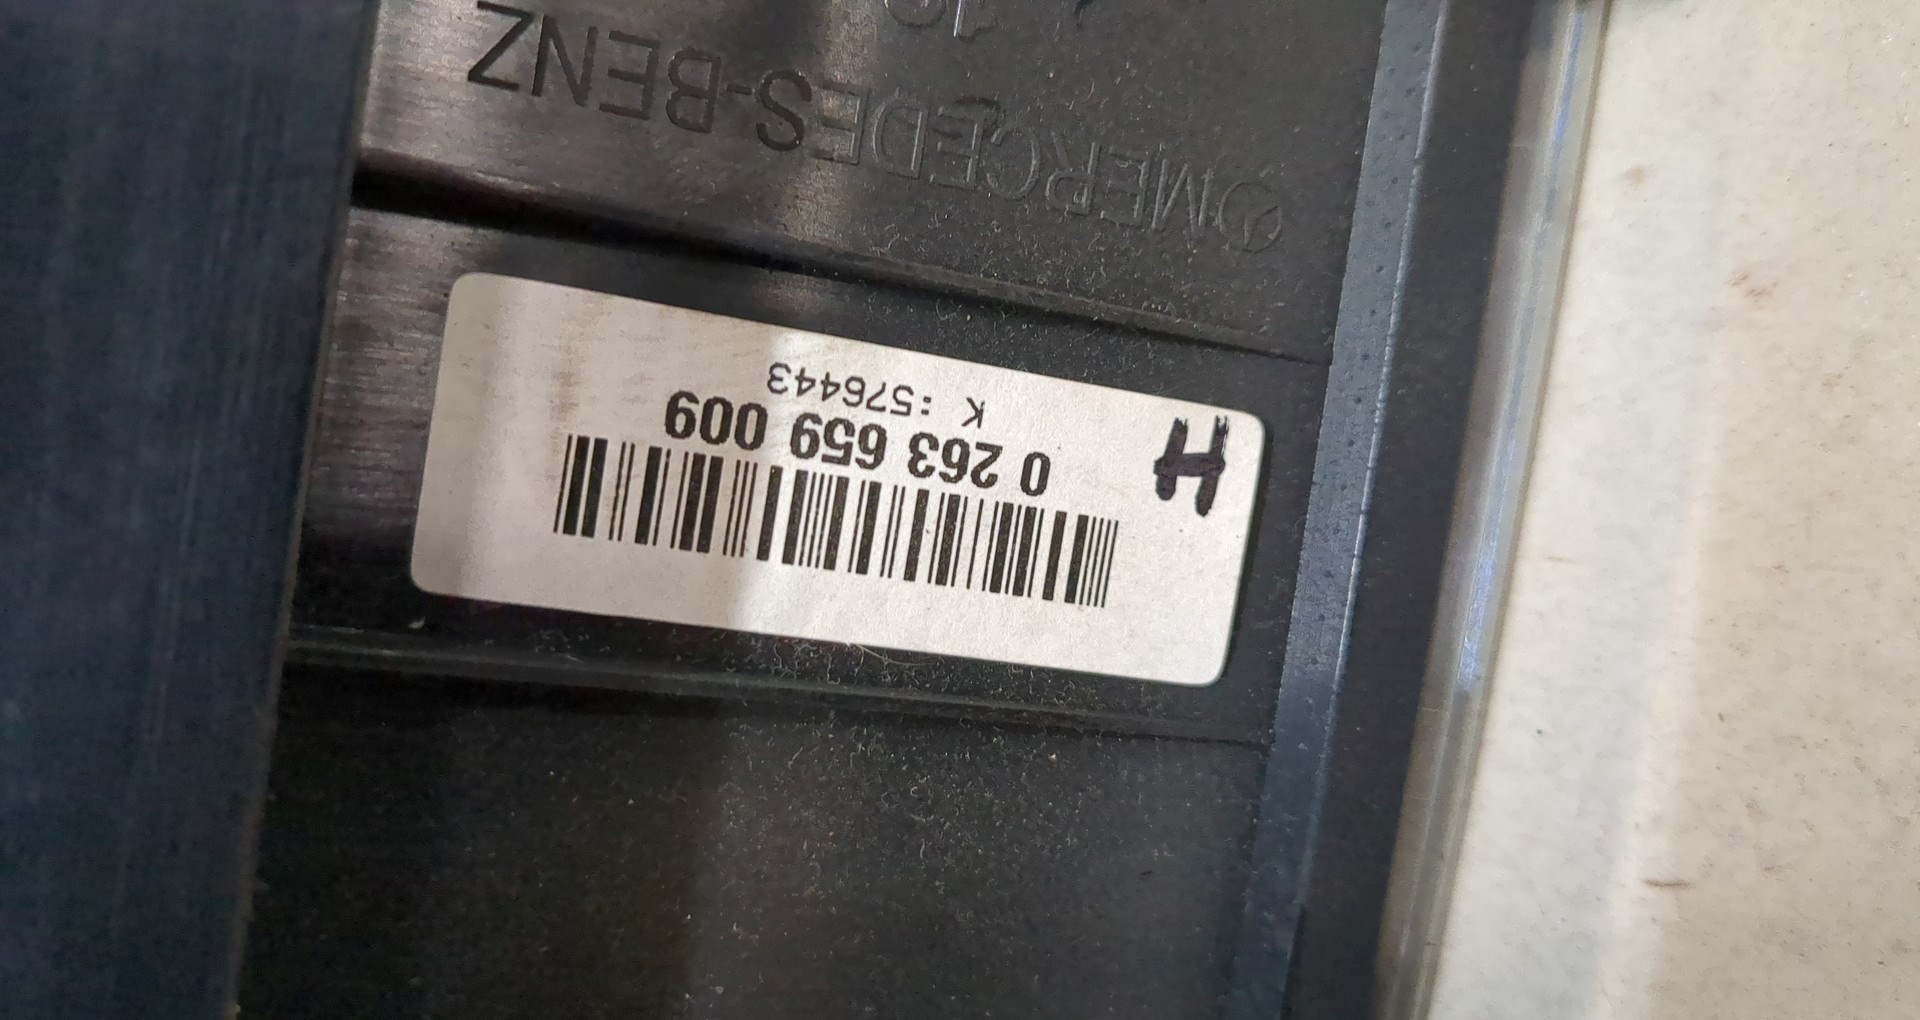 H
0 263 659 009
K :576443
MERCEDES-BENZ